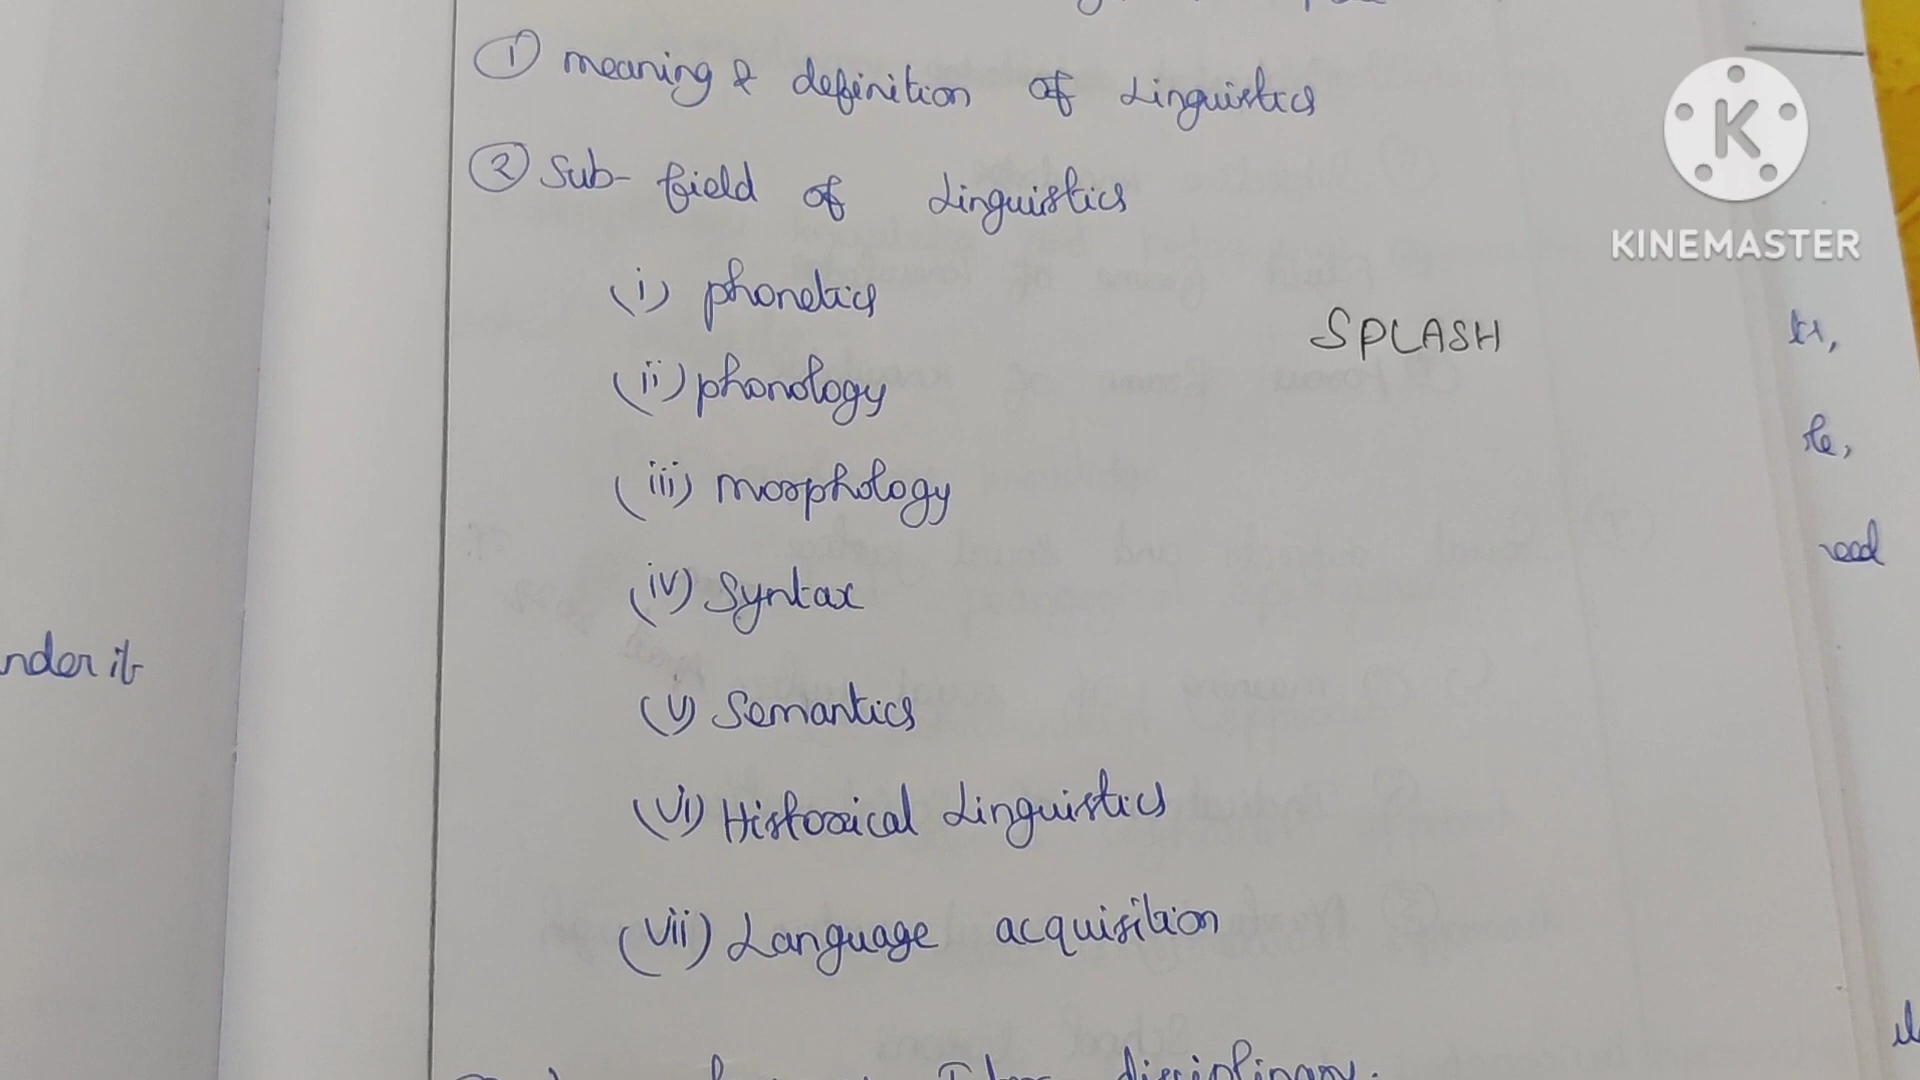 ① meaning & definition of Linguistics
② Sub-field of Linguistics
(i) phonetics
(ii) phonology
(iii) morphology
(iv) Syntax
(v) Semantics
(vi) Historical Linguistics
(vii) Language acquisition
disciplinary.
SPLASH
KINEMASTER